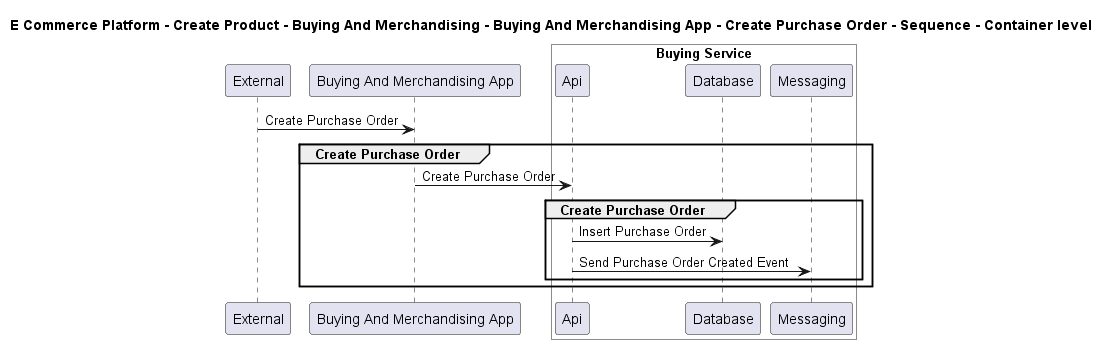 E Commerce Platform - Create Product - Buying And Merchandising - Buying And Merchandising App - Create Purchase Order - Sequence - Container level
Buying Service
External Buying And Merchandising App Api Database Messaging
Create Purchase Order
Create Purchase Order
Create Purchase Order
Create Purchase Order
Insert Purchase Order
Send Purchase Order Created Event
External Buying And Merchandising App Api Database Messaging